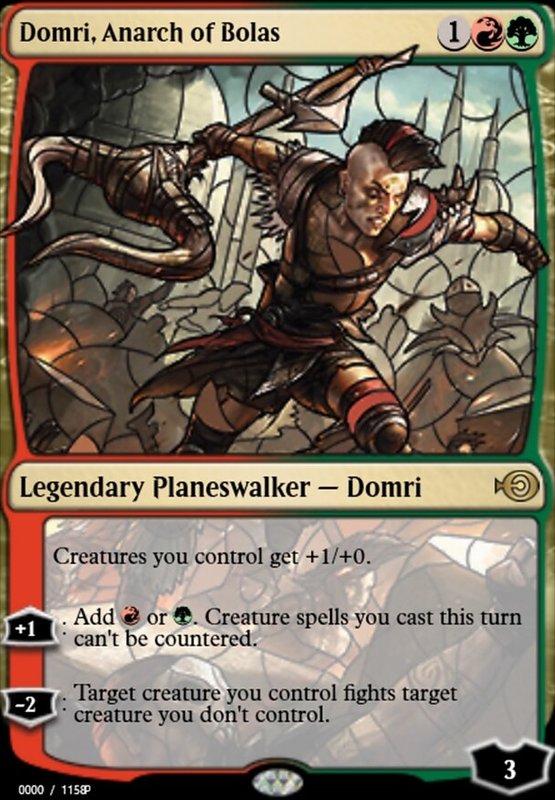 Domri, Anarch of Bolas 1
Legendary Planeswalker — Domri
Creatures you control get +1/+0.
+1 : Add or . Creature spells you cast this turn
can't be countered.
-2 : Target creature you control fights target
creature you don't control.
3
0000 / 1158P